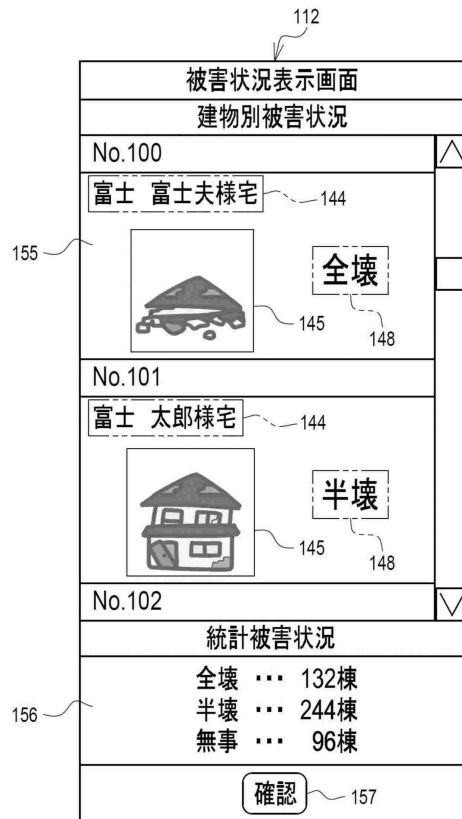 112
被害状況表示画面
建物別被害状況
No.100
富士 富士夫様宅
144
155
全壊
145
148
No.101
富士 太郎様宅
144
半壊
145
148
No.102
統計被害状況
全壊 ・・・ 132棟
156
半壊 ・・・ 244棟
無事 ・・・ 96棟
確認
157